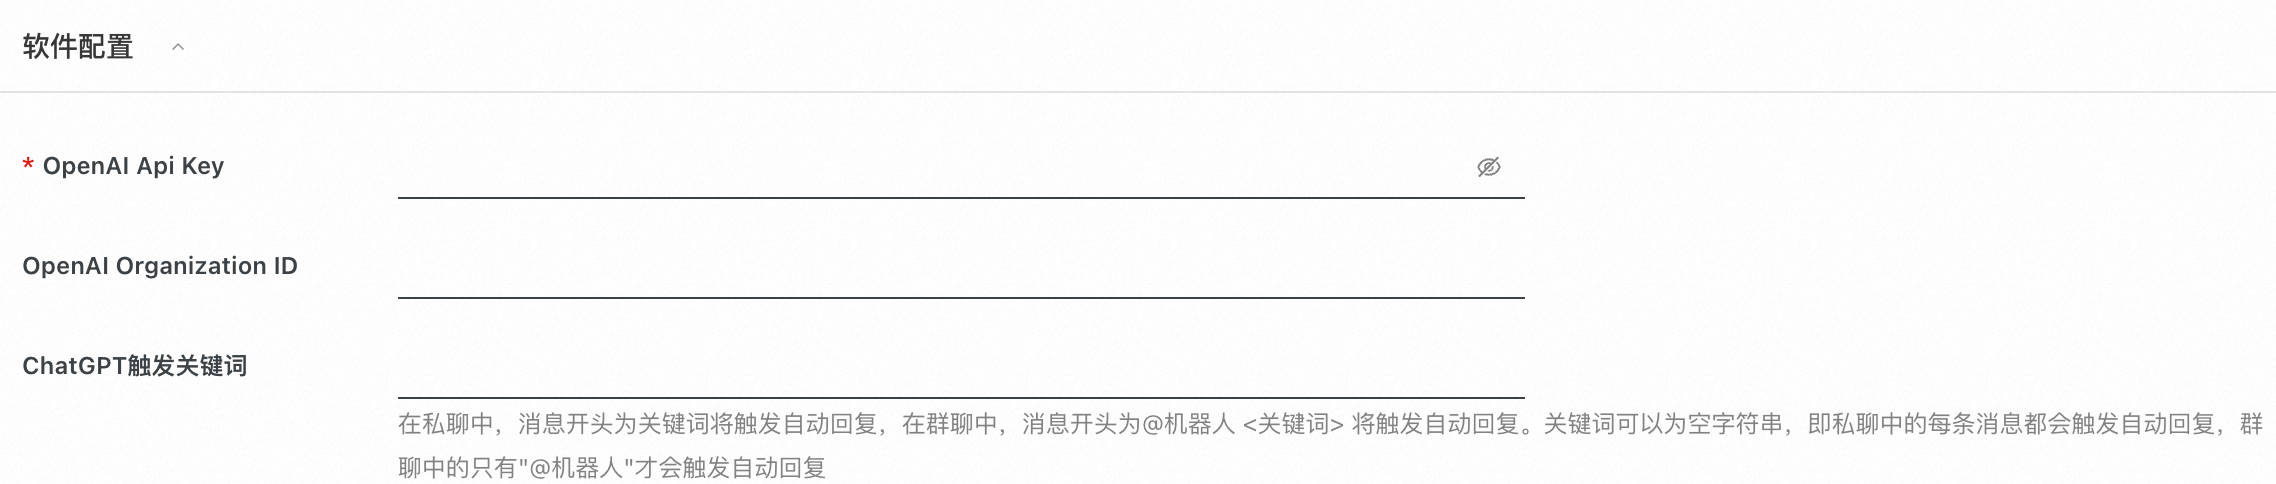 软件配置
* OpenAI Api Key
OpenAI Organization ID
ChatGPT触发关键词
在私聊中，消息开头为关键词将触发自动回复，在群聊中，消息开头为@机器人 <关键词> 将触发自动回复。关键词可以为空字符串，即私聊中的每条消息都会触发自动回复，群
聊中的只有"@机器人"才会触发自动回复